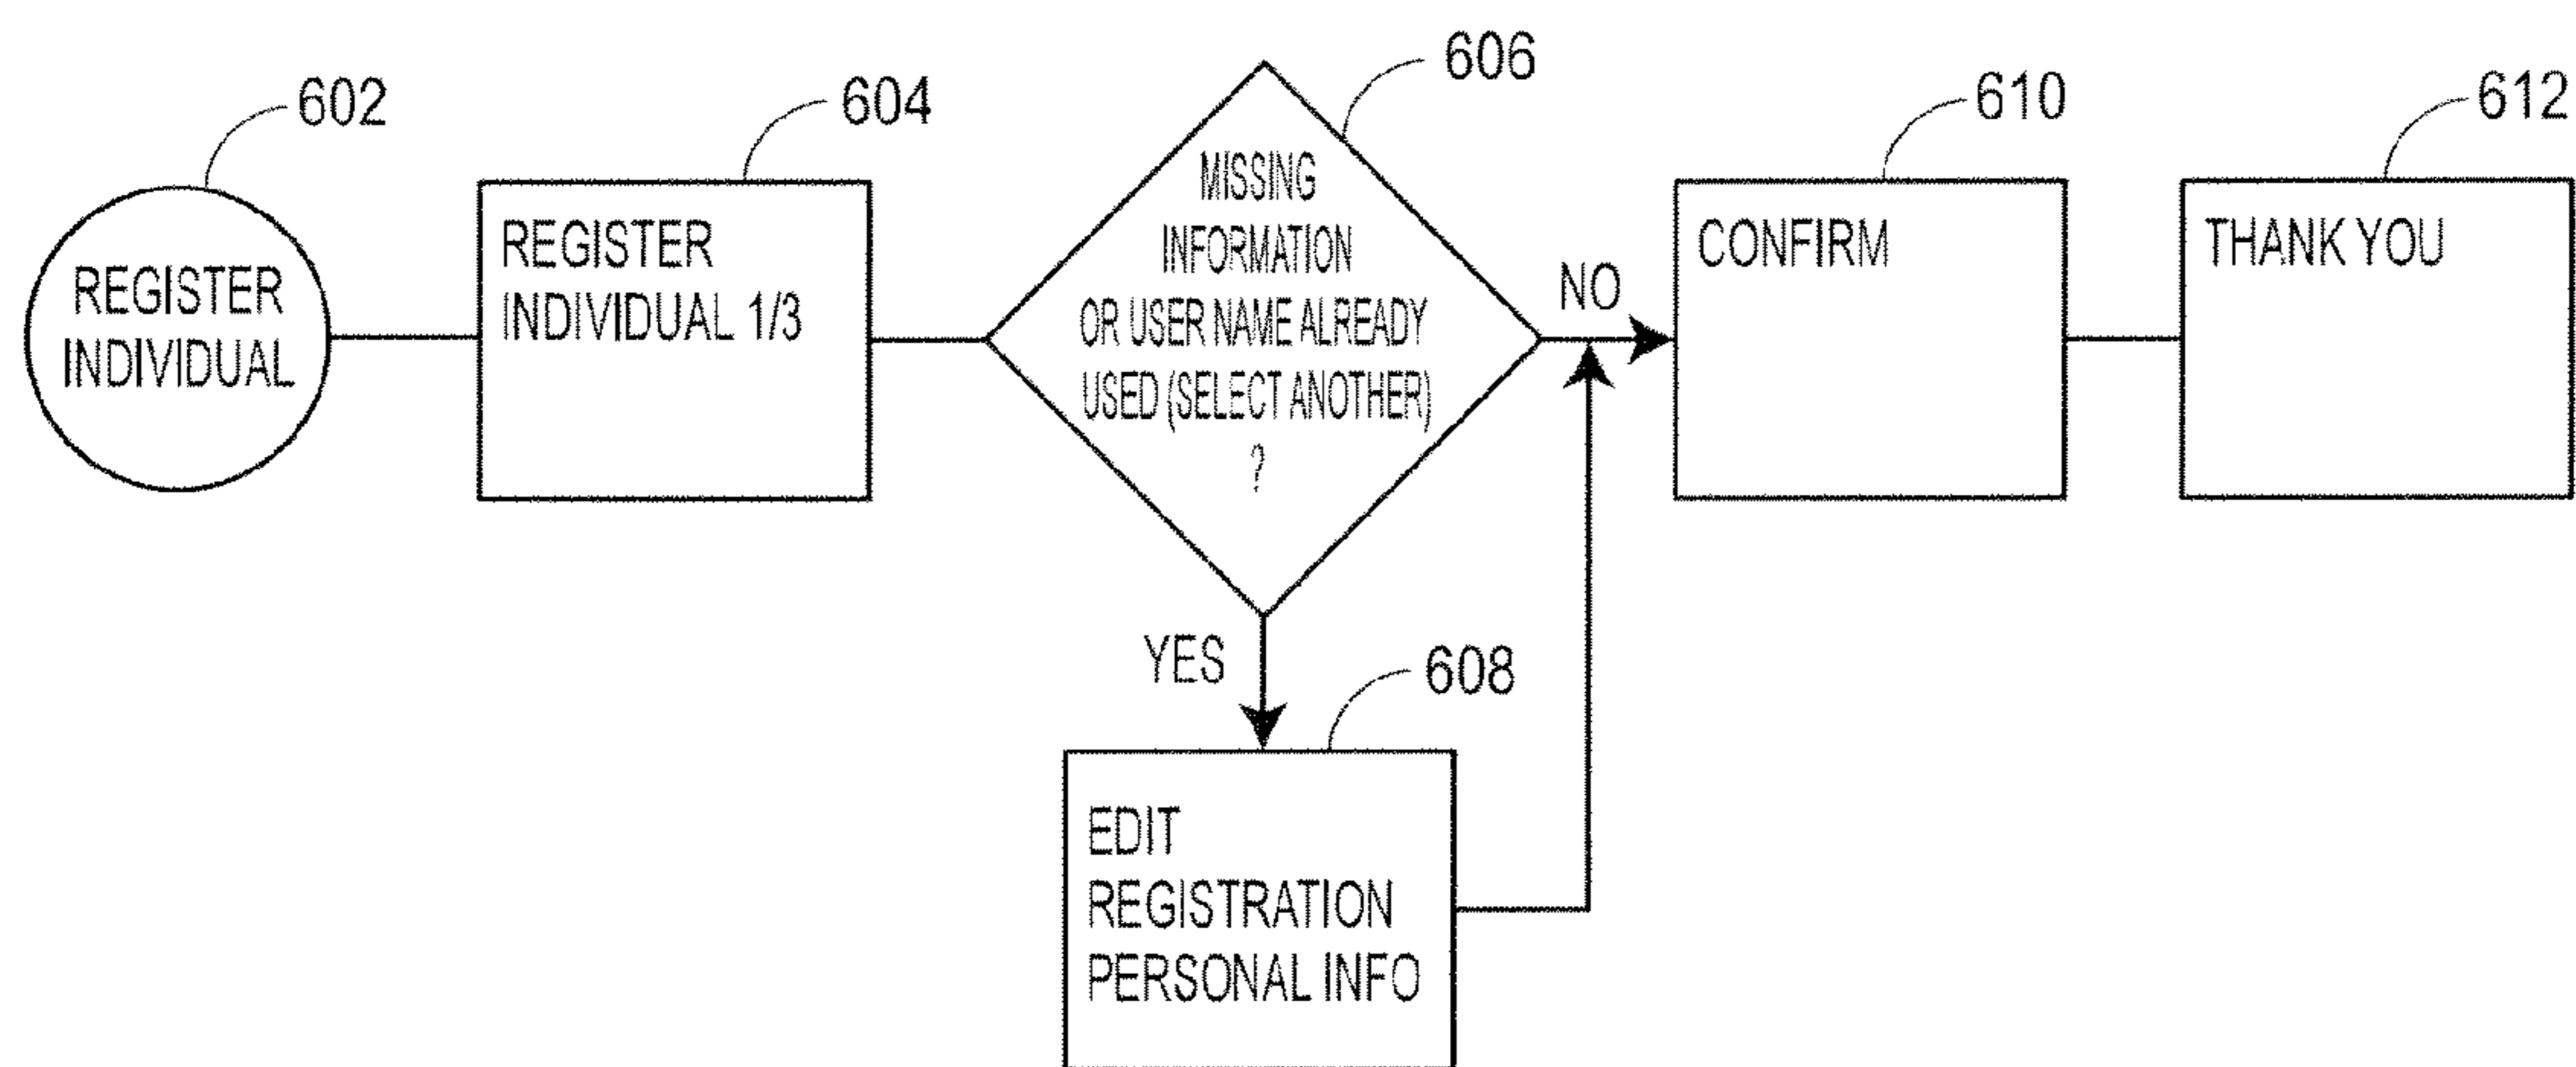 602
REGISTER
INDIVIDUAL
604
REGISTER
INDIVIDUAL 1/3
606
MISSING
INFORMATION
OR USER NAME ALREADY
USED (SELECT ANOTHER)
?
NO
YES
608
EDIT
REGISTRATION
PERSONAL INFO
610
CONFIRM
612
THANK YOU